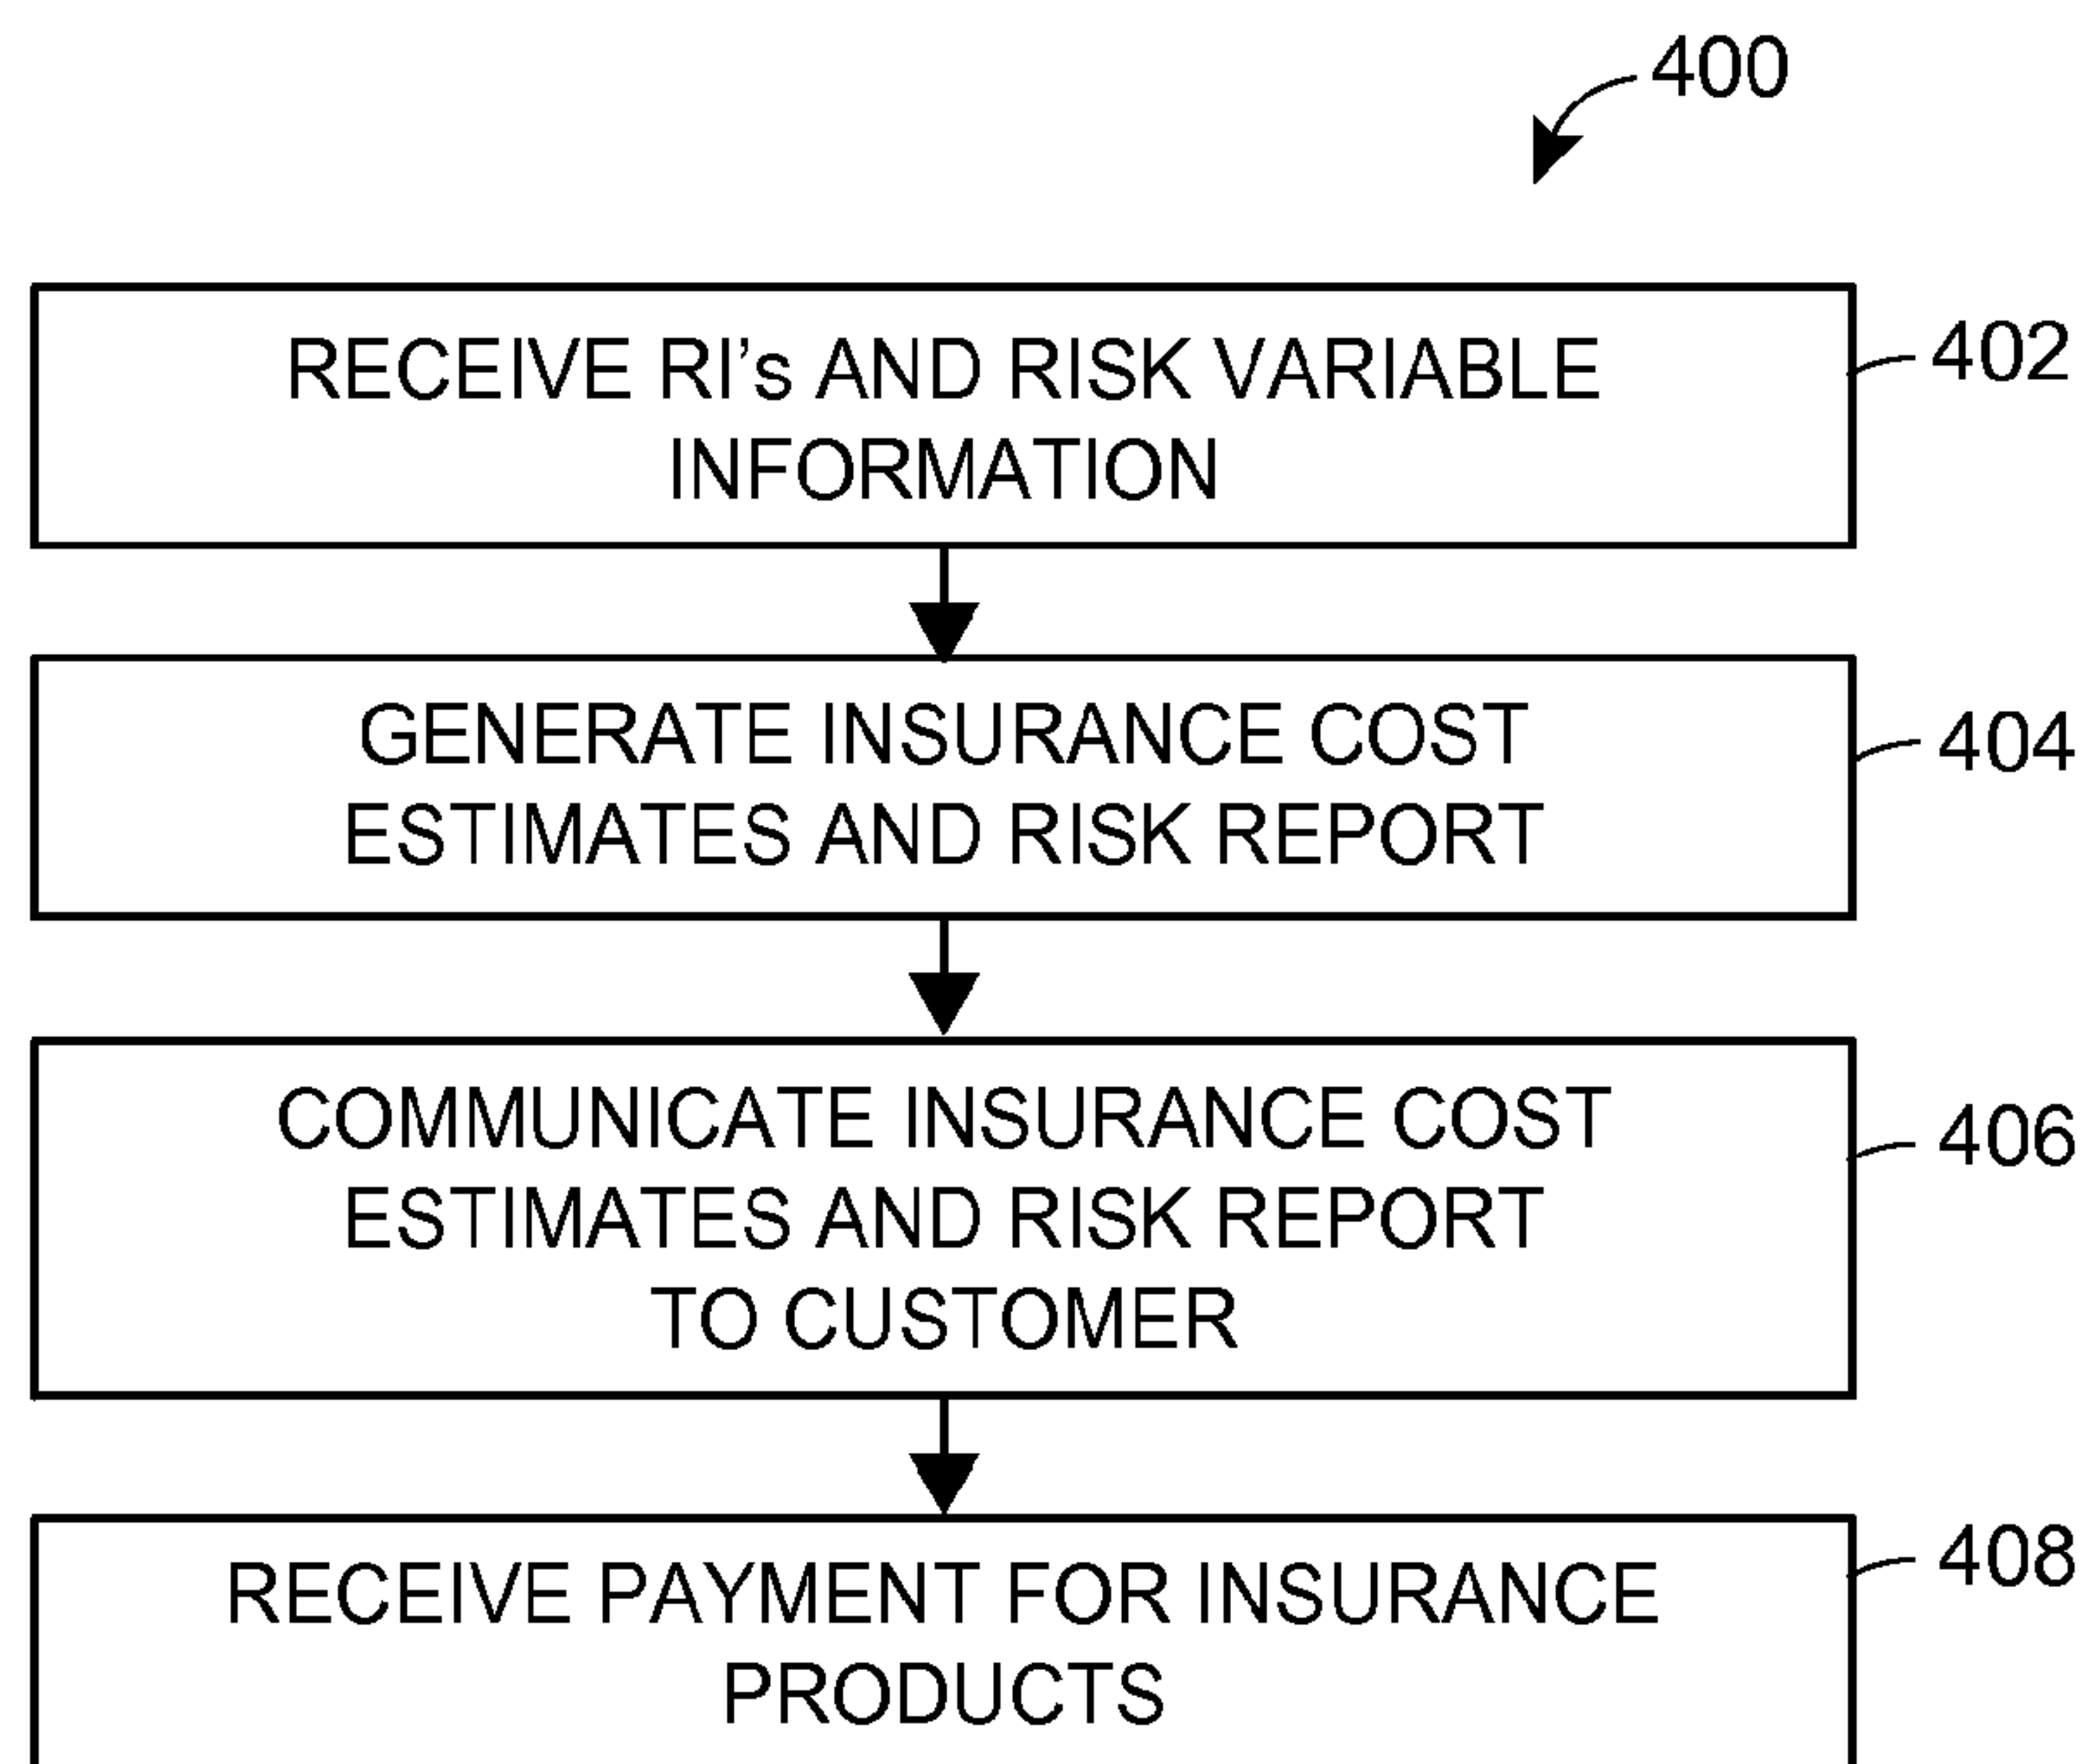 400
RECEIVE RI’s AND RISK VARIABLE
INFORMATION
402
GENERATE INSURANCE COST
ESTIMATES AND RISK REPORT
404
COMMUNICATE INSURANCE COST
ESTIMATES AND RISK REPORT
TO CUSTOMER
406
RECEIVE PAYMENT FOR INSURANCE
PRODUCTS
408